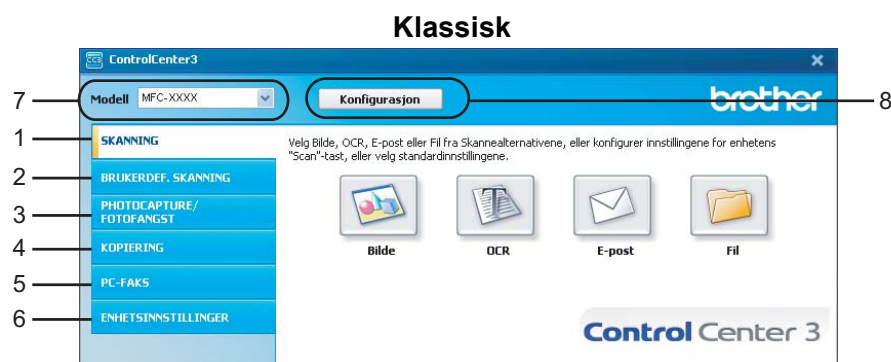 Klassisk
ControlCenter3
7
Modell MFC-XXXX
Konfigurasjon
brother
8
1
SKANNING
2
BRUKERDEF. SKANNING
3
PHOTOCAPTURE/
FOTOFANGST
4
KOPIERING
5
PC-FAKS
6
ENHETSINNSTILLINGER
Velg Bilde, OCR, E-post eller Fil fra Skannealternativene, eller konfigurer innstillingene for enhetens
"Scan"-tast, eller velg standardinnstillingene.
Bilde
OCR
E-post
Fil
Control Center 3